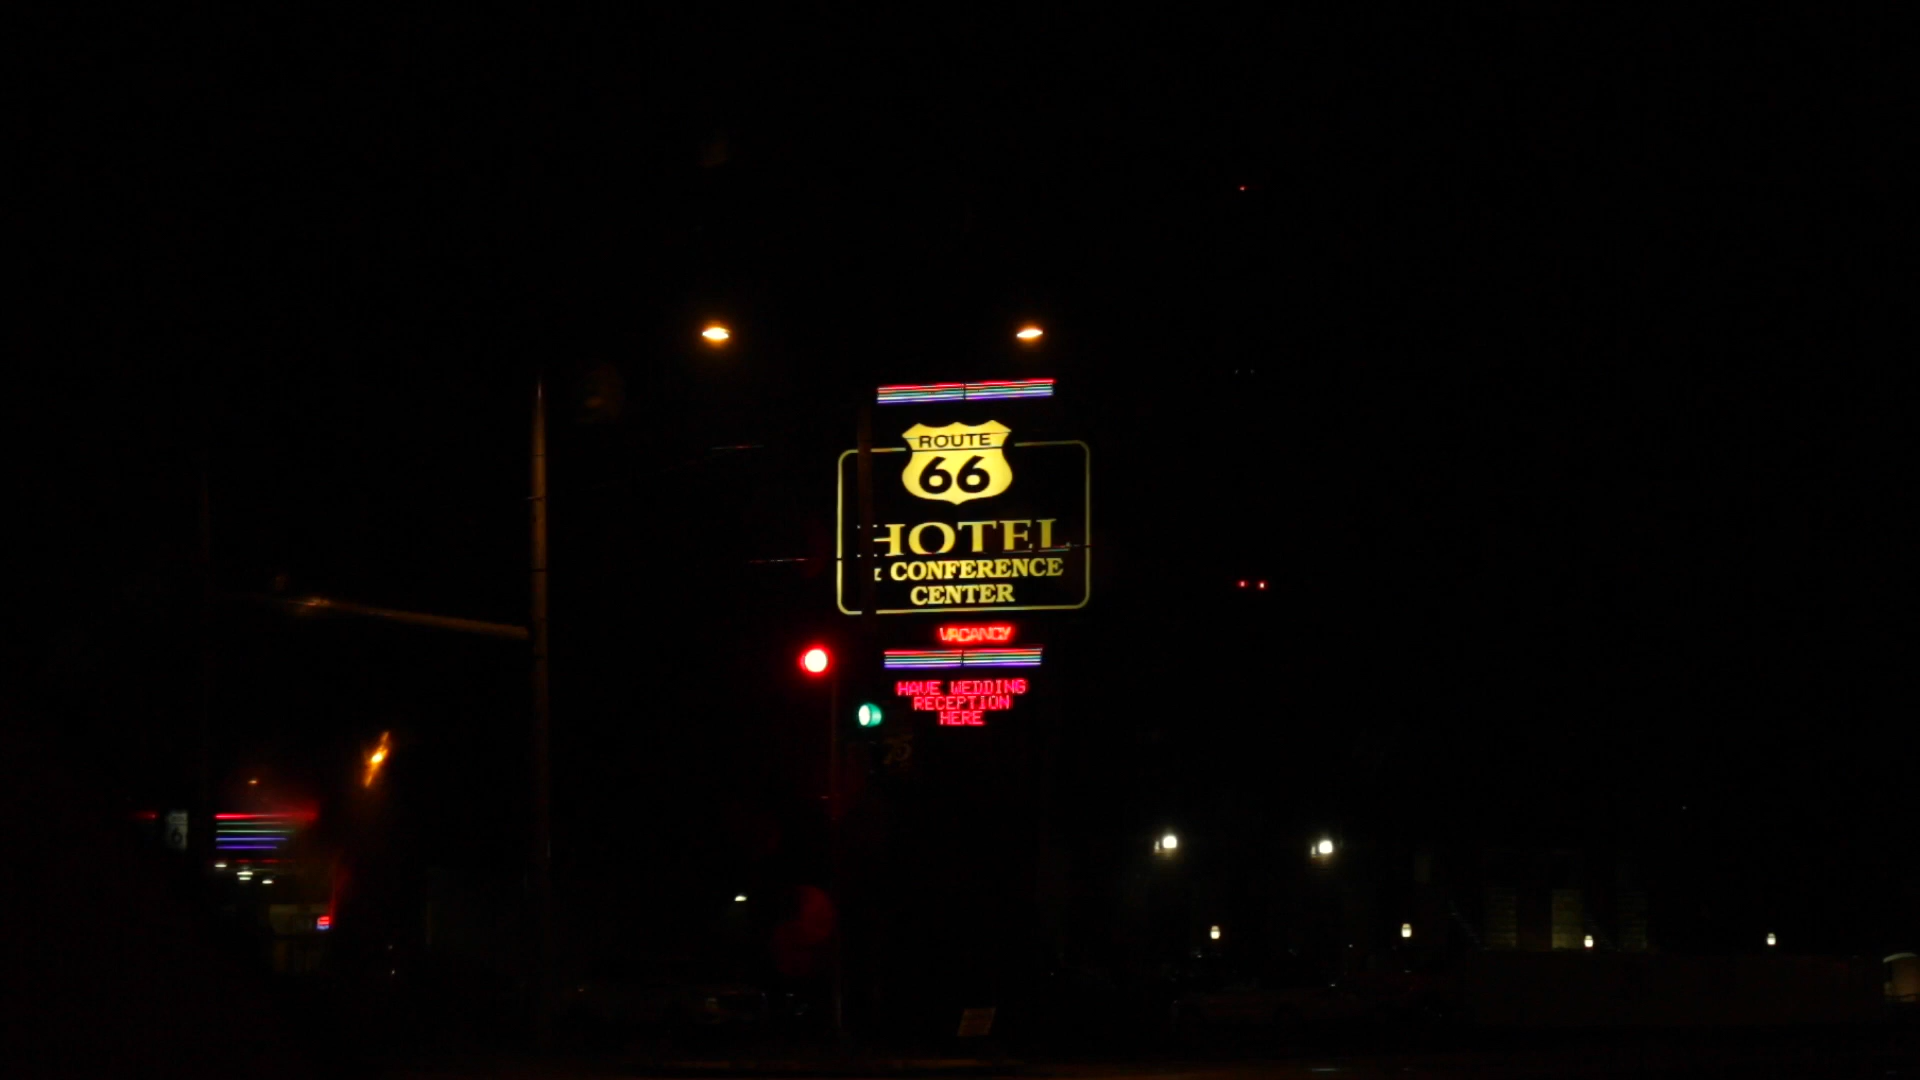 ROUTE
66
HOTEL
& CONFERENCE
CENTER
VACANCY
HAVE WEDDING
RECEPTION
HERE